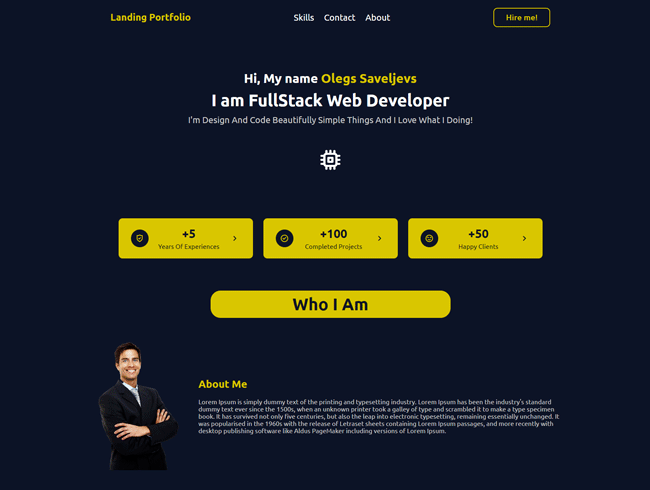 Landing Portfolio
Skills Contact About
Hire me!
Hi, My name Olegs Saveljevs
I am FullStack Web Developer
I'm Design And Code Beautifully Simple Things And I Love What I Doing!
+5
Years Of Experiences
+100
Completed Projects
+50
Happy Clients
Who I Am
About Me
Lorem Ipsum is simply dummy text of the printing and typesetting industry. Lorem Ipsum has been the industry's standard
dummy text ever since the 1500s, when an unknown printer took a galley of type and scrambled it to make a type specimen
book. It has survived not only five centuries, but also the leap into electronic typesetting, remaining essentially unchanged. It
was popularised in the 1960s with the release of Letraset sheets containing Lorem Ipsum passages, and more recently with
desktop publishing software like Aldus PageMaker including versions of Lorem Ipsum.